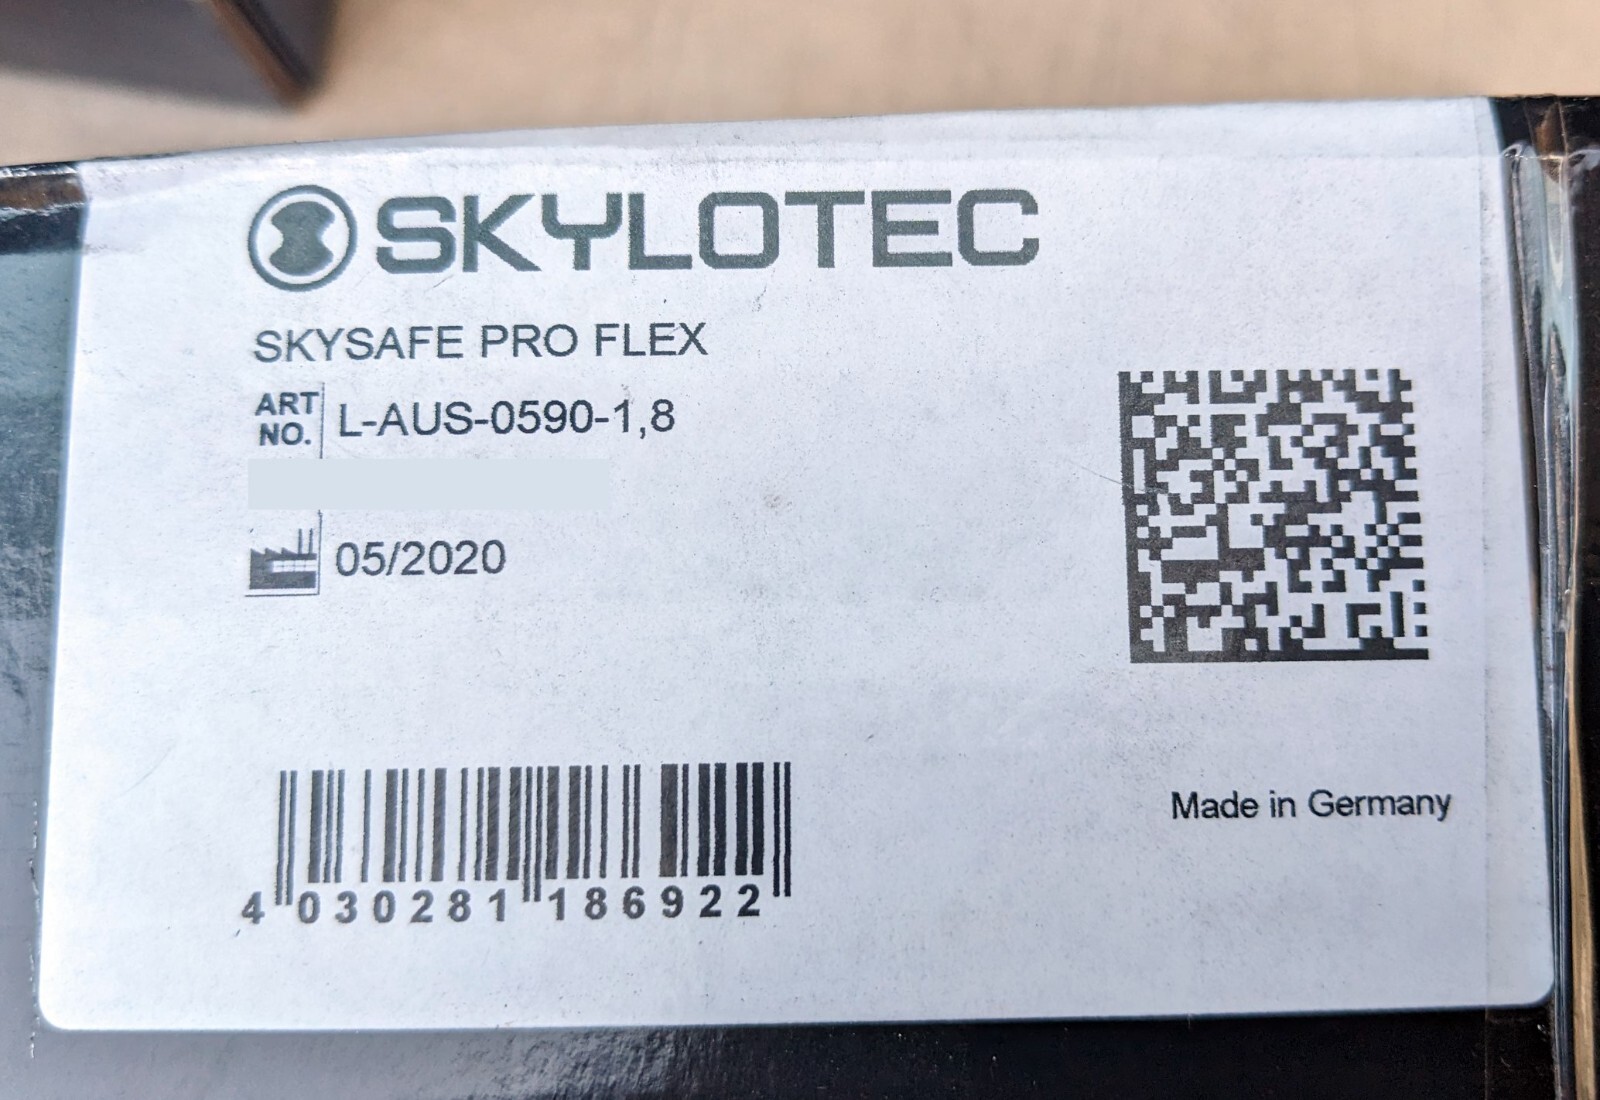 SKYLOTEC
SKYSAFE PRO FLEX
ART NO. L-AUS-0590-1,8
05/2020
4 030281 186922
Made in Germany